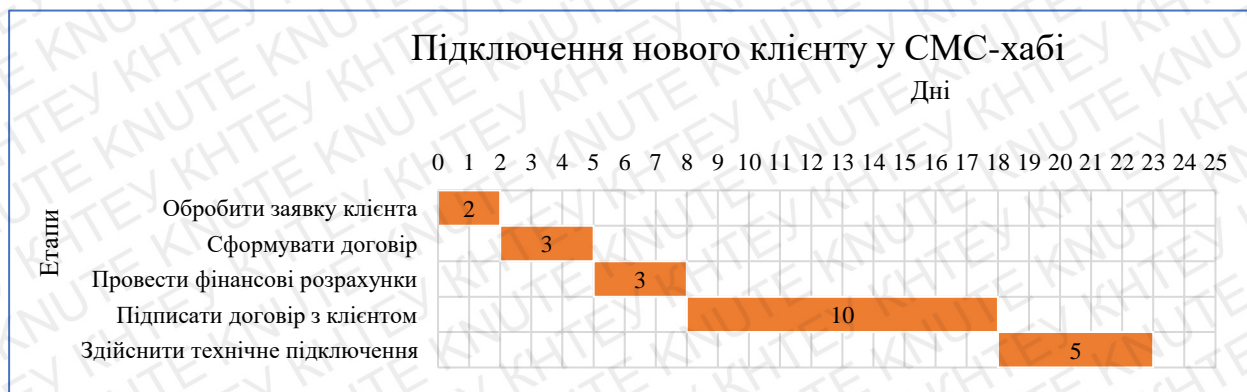 Підключення нового клієнту у СМС-хабі
Дні
0 1 2 3 4 5 6 7 8 9 10 11 12 13 14 15 16 17 18 19 20 21 22 23 24 25
Етапи
Обробити заявку клієнта 2
Сформувати договір 3
Провести фінансові розрахунки 3
Підписати договір з клієнтом 10
Здійснити технічне підключення 5